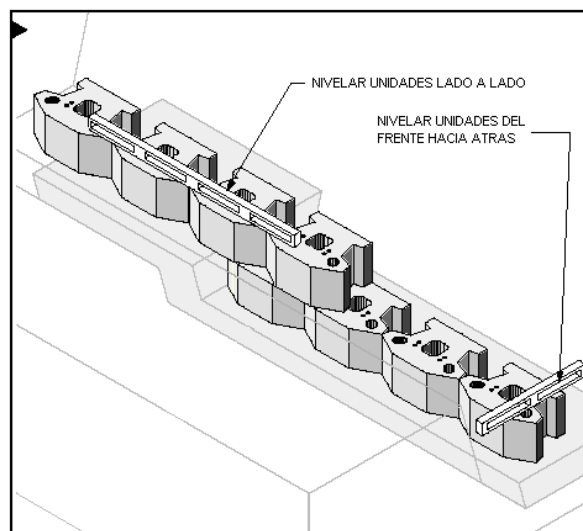 NIVELAR UNIDADES LADO A LADO
NIVELAR UNIDADES DEL
FRENTE HACIA ATRAS